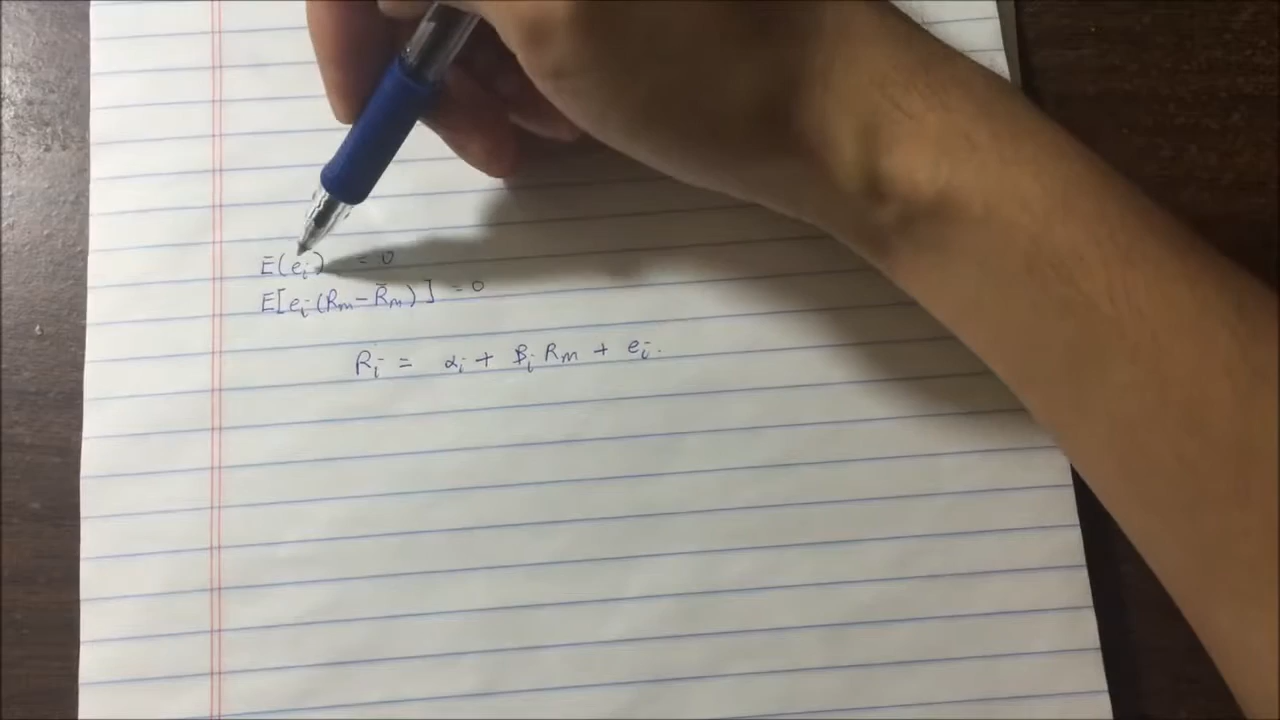 E(eᵢ) = 0
E[eᵢ(Rₘ-R̄ₘ)] = 0
Rᵢ = αᵢ + βᵢ Rₘ + eᵢ.